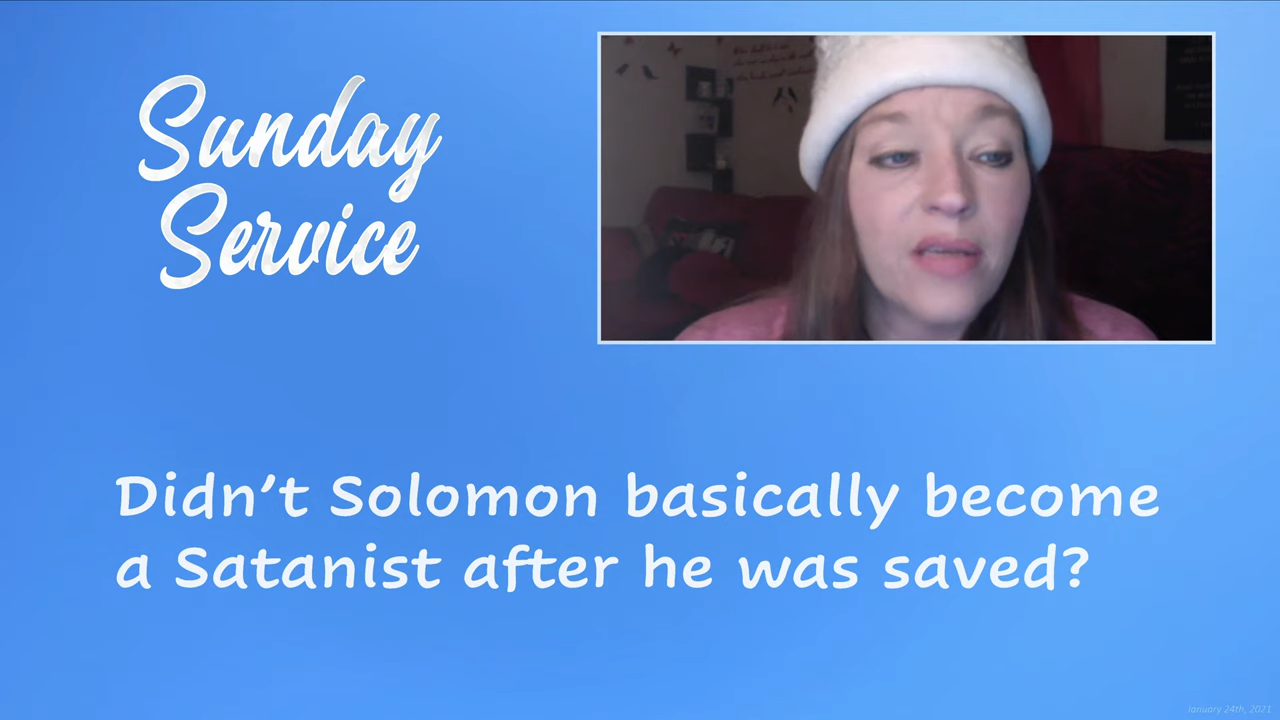 Sunday
Service
Didn't Solomon basically become
a Satanist after he was saved?
January 24th, 2021